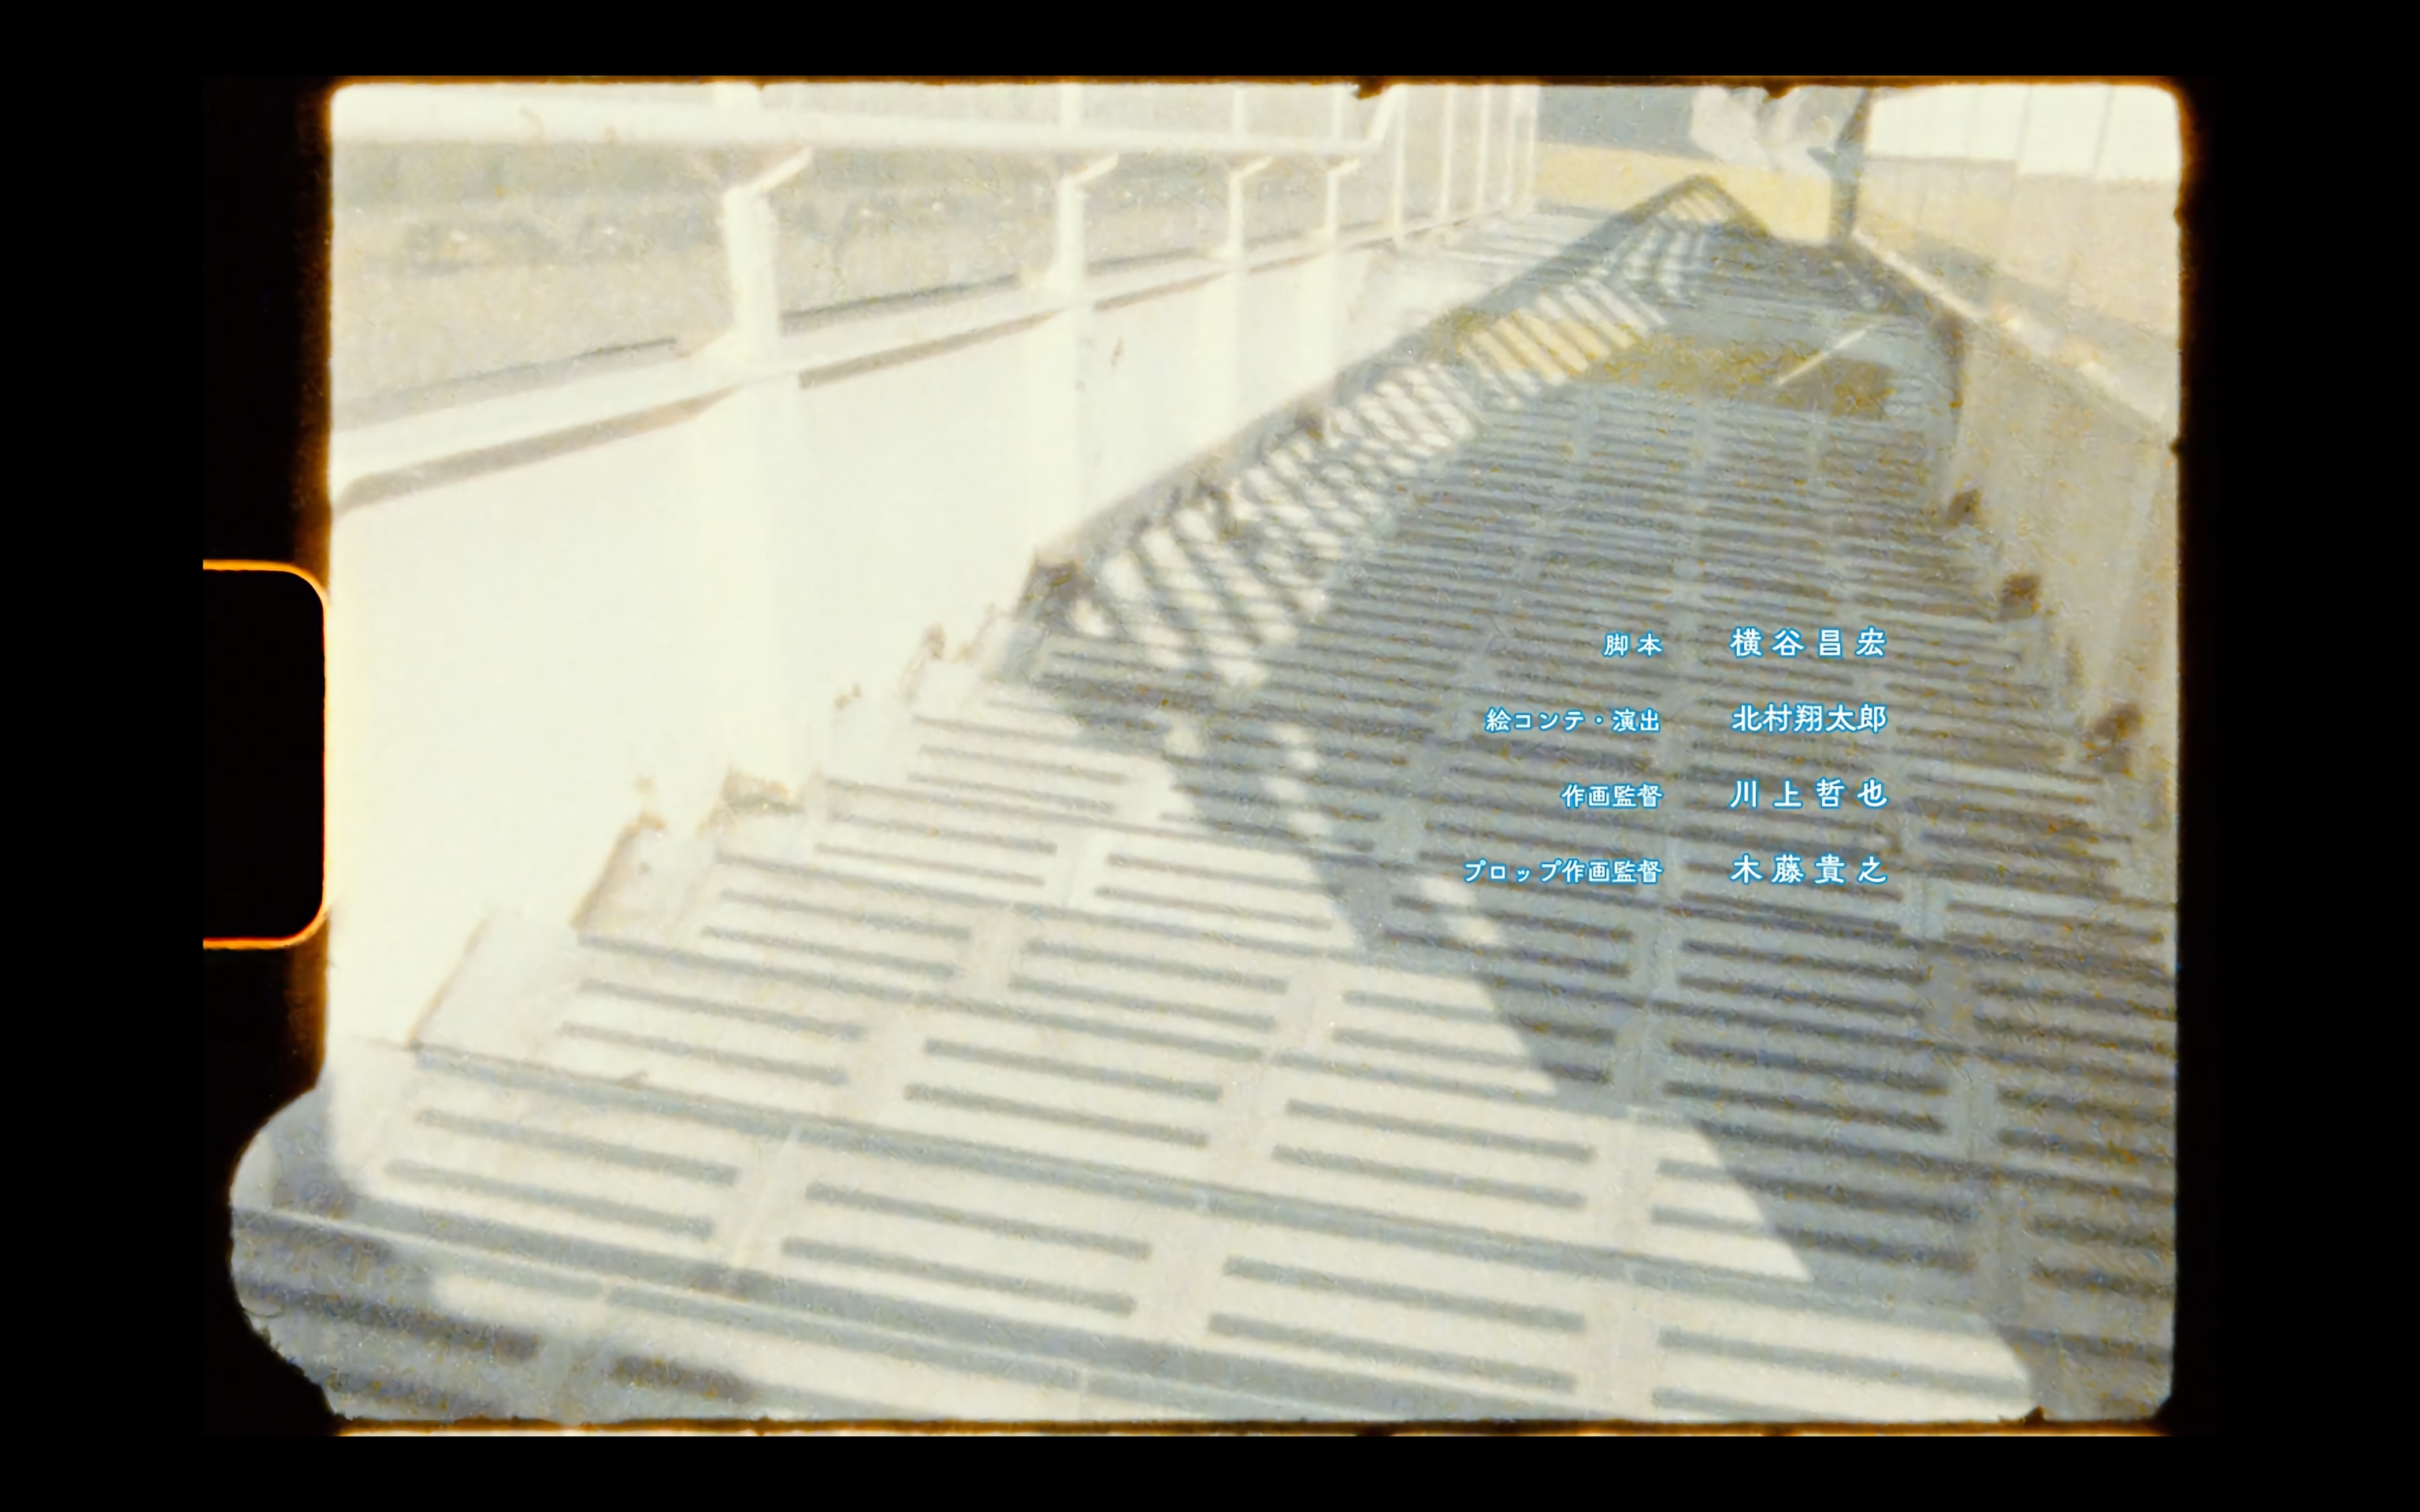 脚本 横谷昌宏
絵コンテ・演出 北村翔太郎
作画監督 川上哲也
プロップ作画監督 木藤貴之